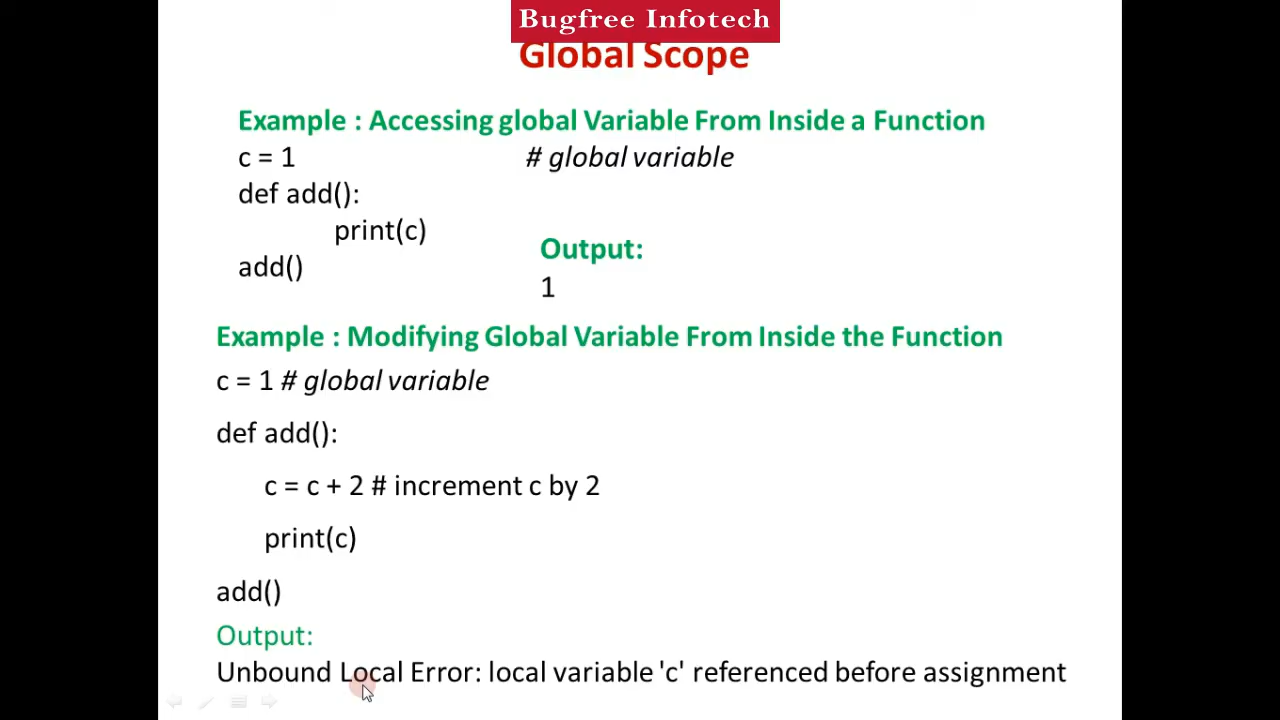 Bugfree Infotech
Global Scope
Example : Accessing global Variable From Inside a Function
c = 1 # global variable
def add():
print(c)
add()
Output:
1
Example : Modifying Global Variable From Inside the Function
c = 1 # global variable
def add():
c = c + 2 # increment c by 2
print(c)
add()
Output:
Unbound Local Error: local variable 'c' referenced before assignment